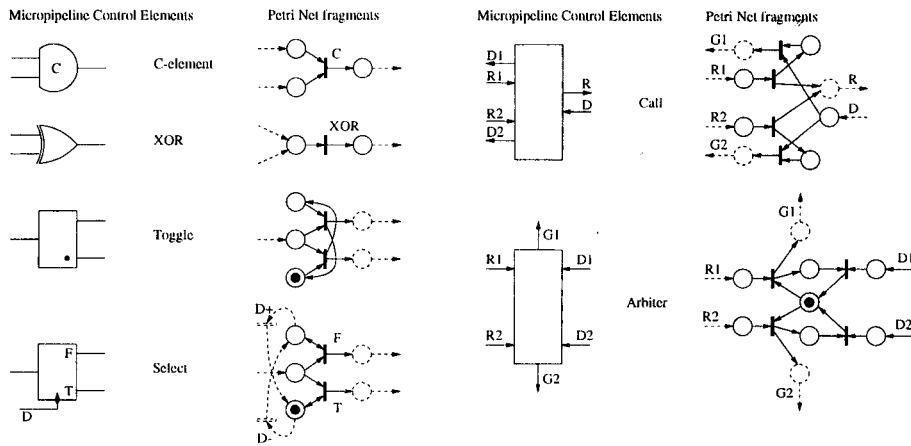 Micropipeline Control Elements
Petri Net fragments
C
C-element
C
XOR
XOR
Toggle
F
T
D
Select
D+
F
T
D-
Micropipeline Control Elements
Petri Net fragments
D1
R1
R2
D2
R
D
Call
G1
R1
R
D
R2
G2
G1
R1
D1
R2
D2
G2
Arbiter
G1
R1
D1
R2
D2
G2